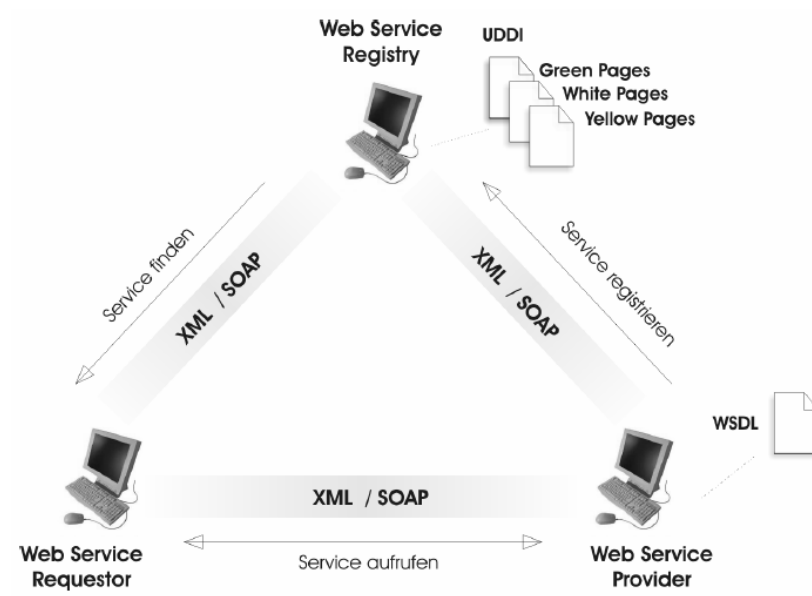 Web Service
Registry
UDDI
Green Pages
White Pages
Yellow Pages
Service finden
XML / SOAP
XML / SOAP
Service registrieren
WSDL
XML / SOAP
Service aufrufen
Web Service
Requestor
Web Service
Provider